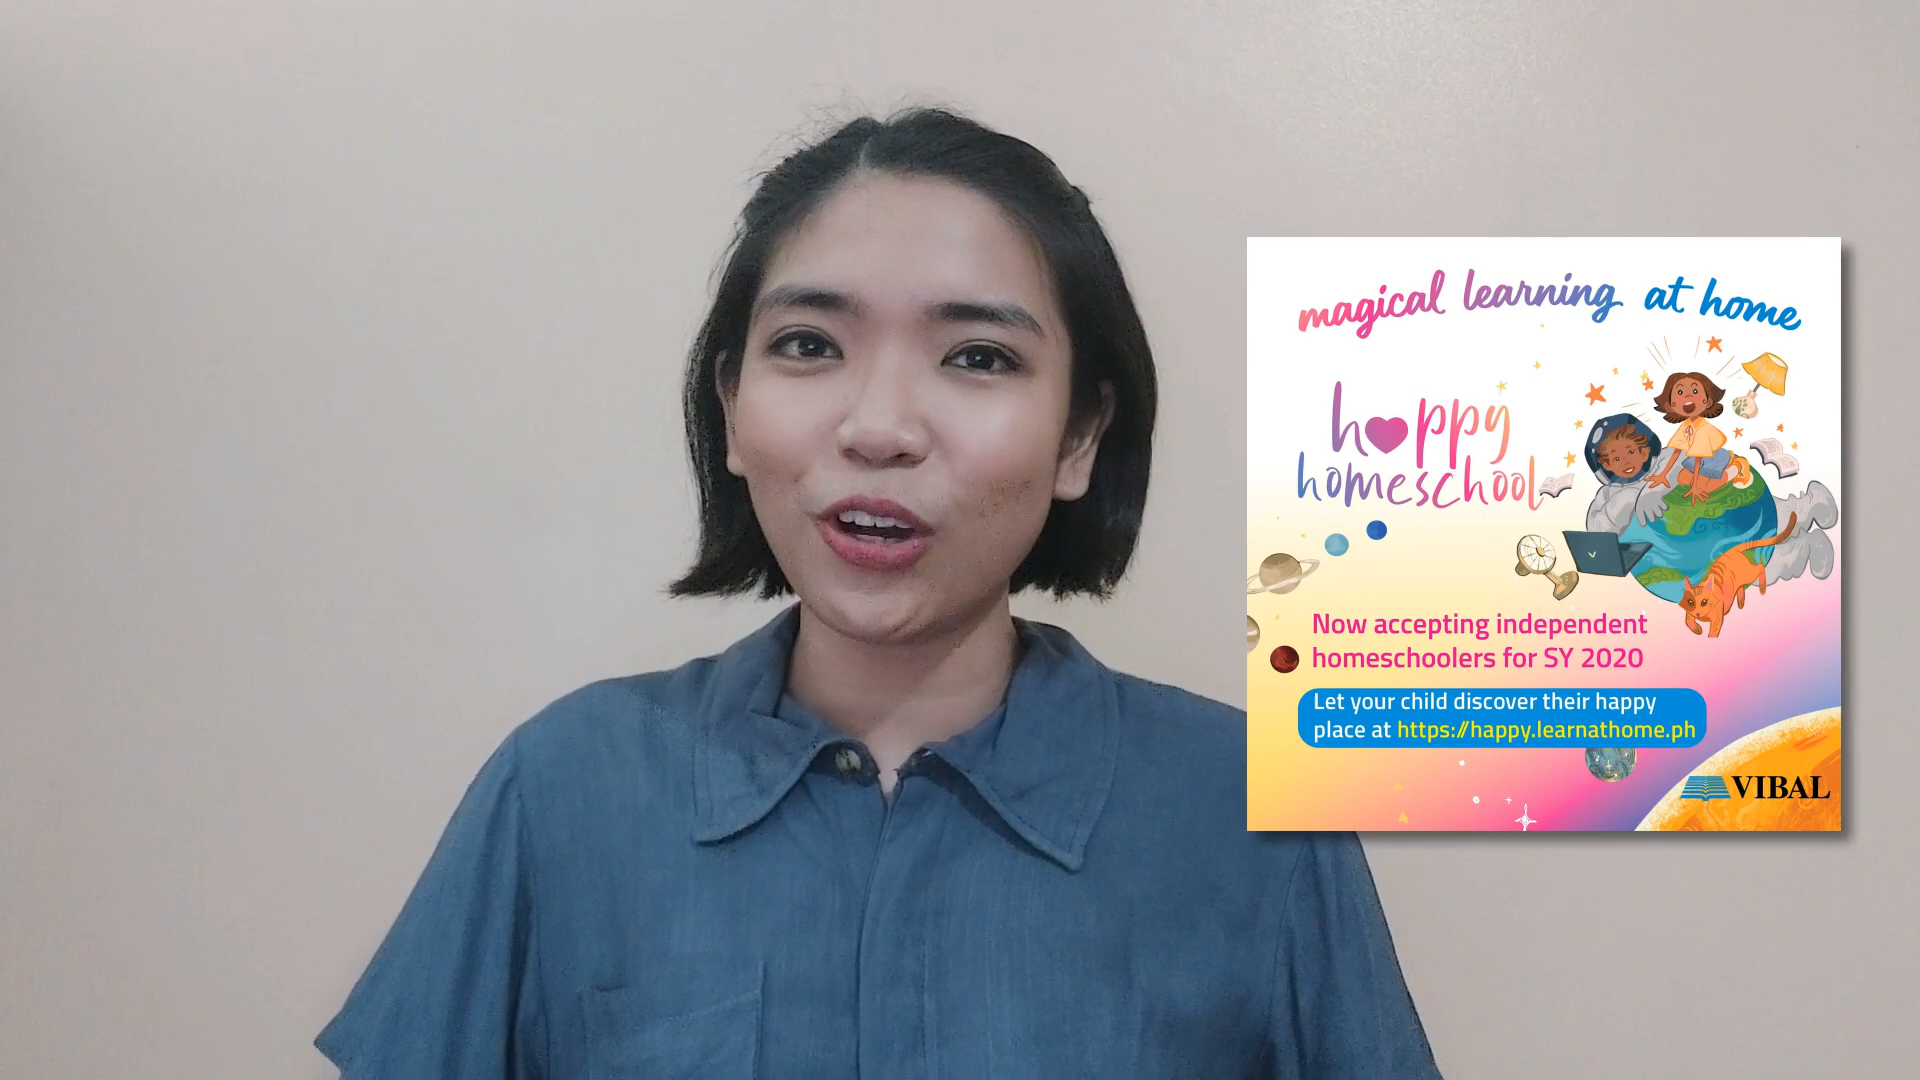 magical learning at home
happy
homeschool
Now accepting independent
homeschoolers for SY 2020
Let your child discover their happy
place at https://happy.learnathome.ph
VIBAL